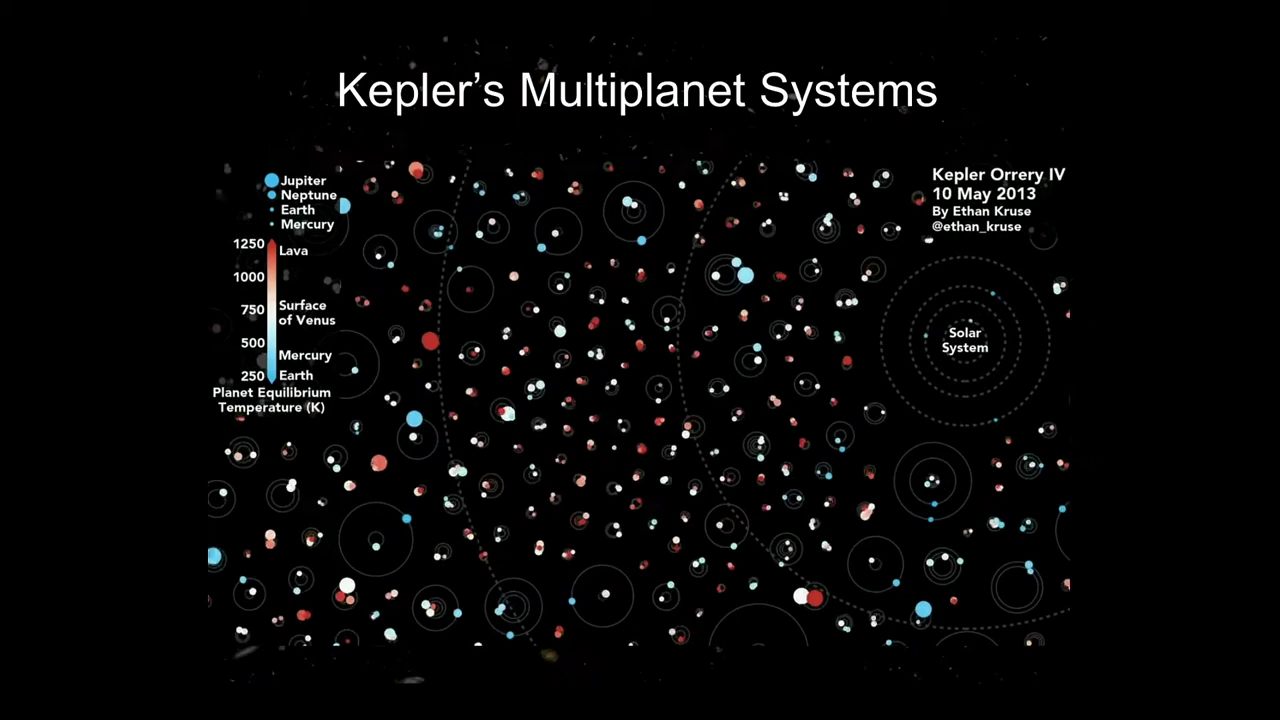 Kepler's Multiplanet Systems
Jupiter
Neptune
Earth
Mercury
1250
Lava
1000
750
Surface
of Venus
500
Mercury
250
Earth
Planet Equilibrium
Temperature (K)
Kepler Orrery IV
10 May 2013
By Ethan Kruse
@ethan_kruse
Solar
System